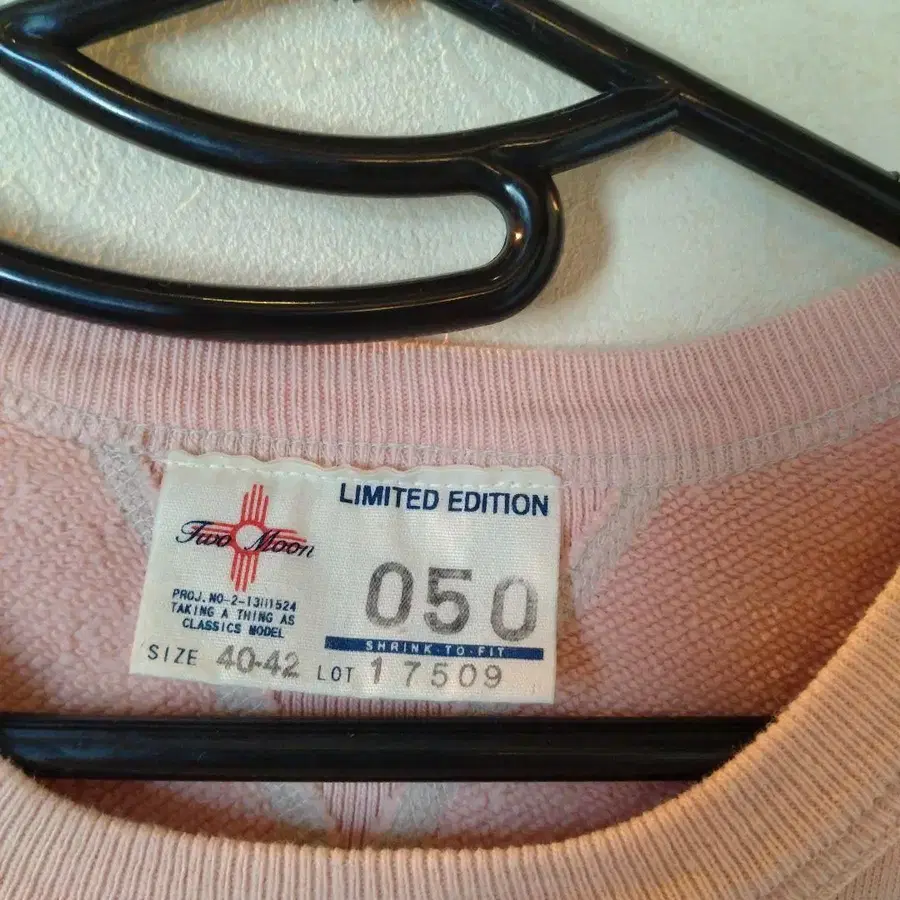 Two Moon
PROJ. NO-2-13111524
TAKING A THING AS
CLASSICS MODEL
LIMITED EDITION
050
SHRINK-TO-FIT
SIZE 40-42 LOT 17509